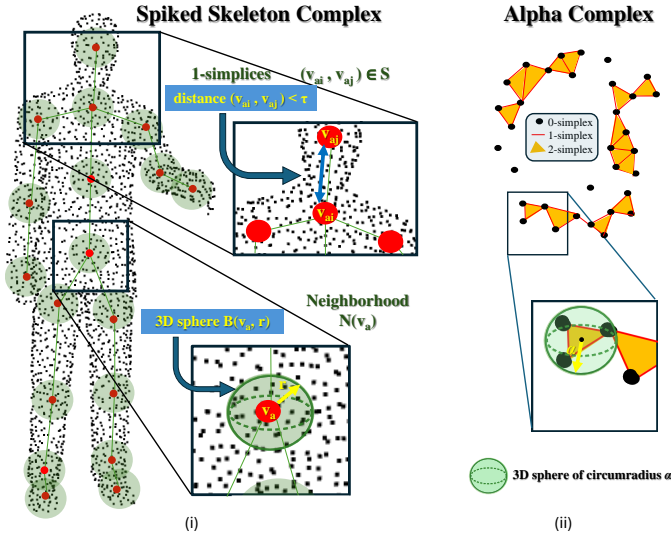 Spiked Skeleton Complex
1-simplices (vai , vaj ) ∈ S
distance (vai , vaj ) < τ
vaj
vai
Neighborhood
N(va)
3D sphere B(va, r)
r
va
(i)
Alpha Complex
0-simplex
1-simplex
2-simplex
α
3D sphere of circumradius α
(ii)